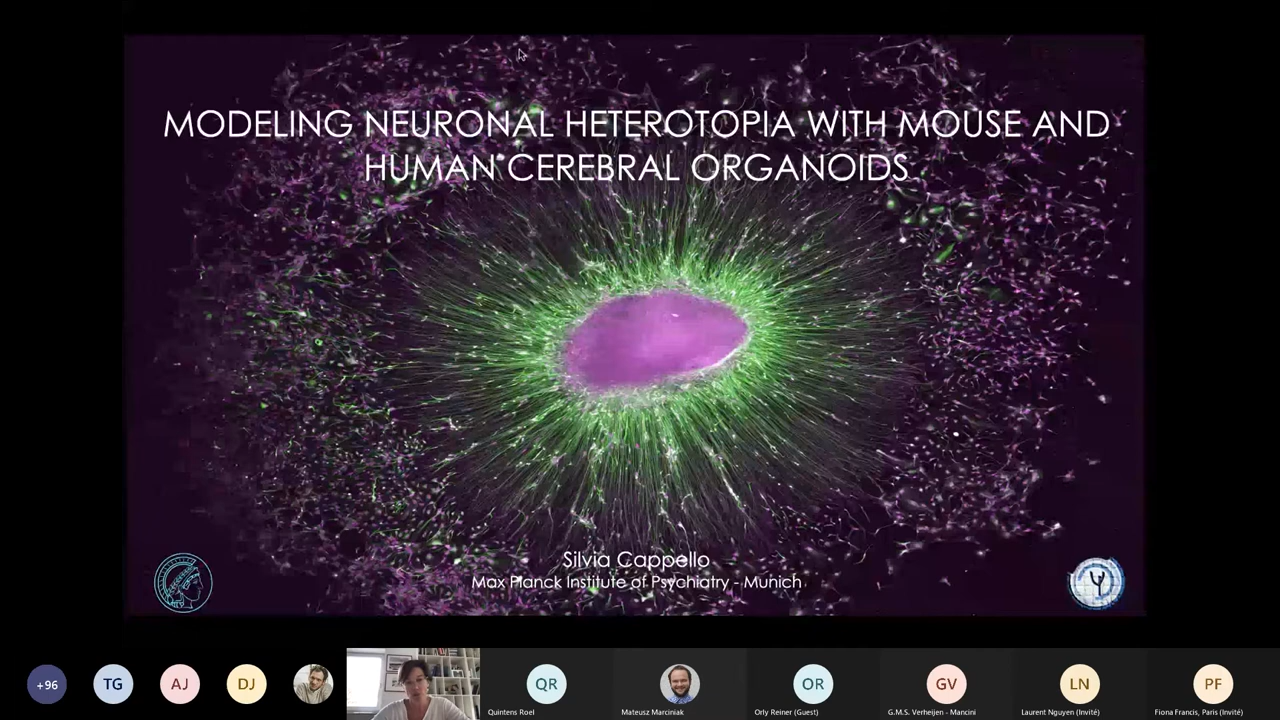 MODELING NEURONAL HETEROTOPIA WITH MOUSE AND
HUMAN CEREBRAL ORGANOIDS
Silvia Cappello
Max Planck Institute of Psychiatry - Munich
+96
TG
AJ
DJ
QR
OR
GV
LN
PF
Quintens Roel
Mateusz Marciniak
Orly Reiner (Guest)
G.M.S. Verheijen - Mancini
Laurent Nguyen (Invité)
Fiona Francis, Paris (Invité)